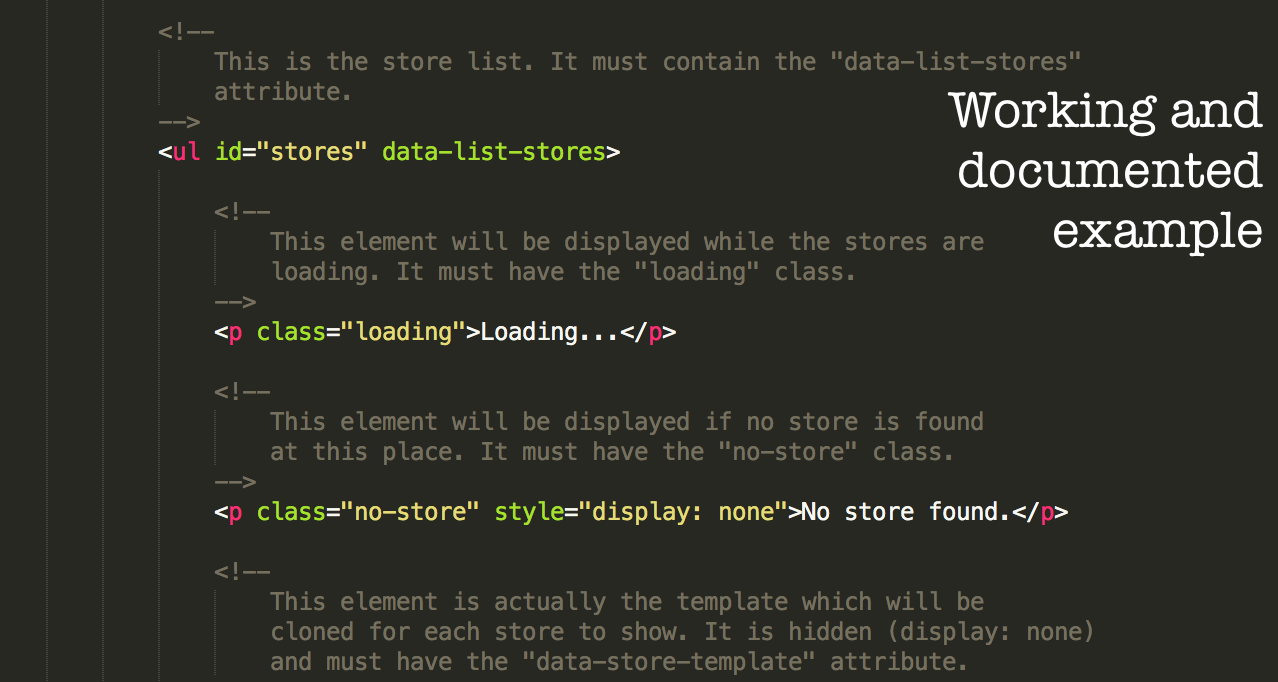 <!--
This is the store list. It must contain the "data-list-stores"
attribute.
-->
<ul id="stores" data-list-stores>
<!--
This element will be displayed while the stores are
loading. It must have the "loading" class.
-->
<p class="loading">Loading...</p>
<!--
This element will be displayed if no store is found
at this place. It must have the "no-store" class.
-->
<p class="no-store" style="display: none">No store found.</p>
<!--
This element is actually the template which will be
cloned for each store to show. It is hidden (display: none)
and must have the "data-store-template" attribute.
Working and
documented
example